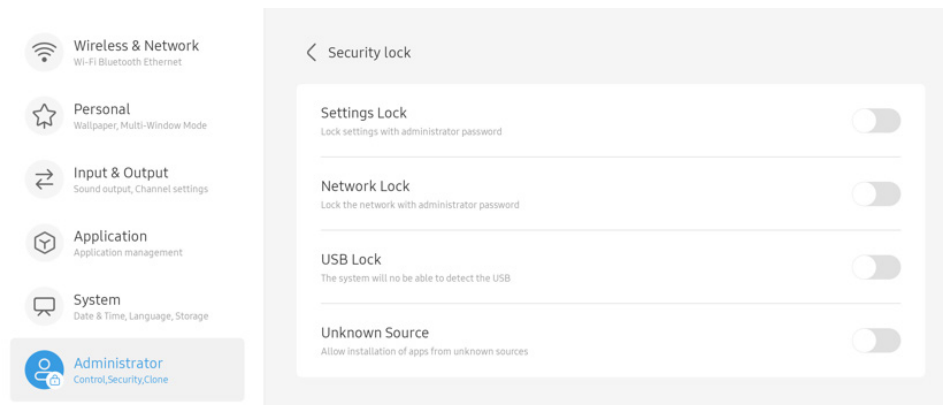 Wireless & Network
Wi-Fi Bluetooth Ethernet
Personal
Wallpaper, Multi-Window Mode
Input & Output
Sound output, Channel settings
Application
Application management
System
Date & Time, Language, Storage
Administrator
Control,Security,Clone
Security lock
Settings Lock
Lock settings with administrator password
Network Lock
Lock the network with administrator password
USB Lock
The system will no be able to detect the USB
Unknown Source
Allow installation of apps from unknown sources